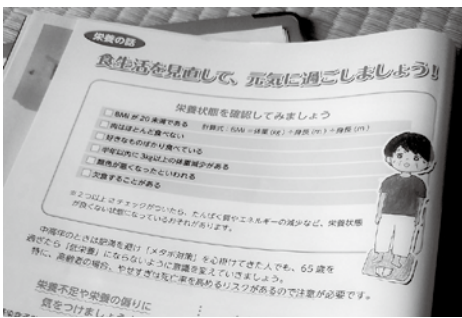 栄養の話
食生活を見直して、元気に過ごしましょう!
栄養状態を確認してみましょう
□BMIが20未満である 計算式:BMI=体重(kg)÷身長(m)÷身長(m)
□肉はほとんど食べない
□好きなものばかり食べている
□半年以内に3kg以上の体重減少がある
□顔色が悪くなったといわれる
□欠食することがある
※2つ以上のチェックがついたら、たんぱく質やエネルギーの減少など、栄養状態
が良くない状態になっているおそれがあります。
中高年のときは肥満を避け「メタボ対策」を心掛けてきた人でも、65歳を
過ぎたら「低栄養」にならないように意識を変えていきましょう。
特に、高齢者の場合、やせすぎは死亡率を高めるリスクがあるので注意が必要です。
栄養不足や栄養の偏りに
気をつけましょう